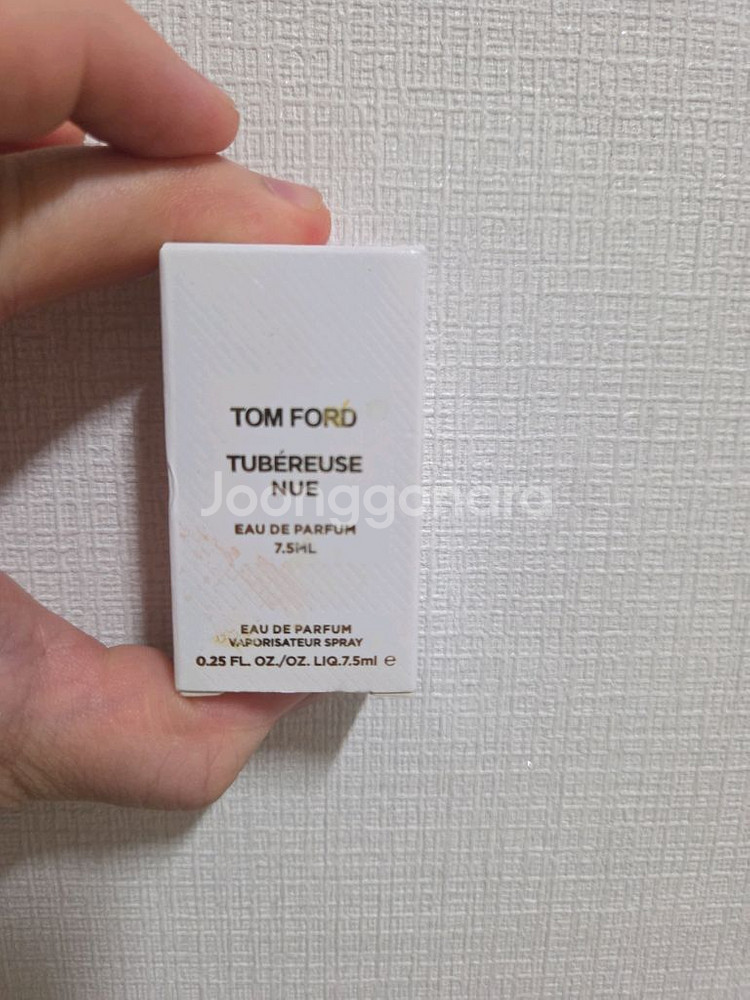 TOM FORD
TUBÉREUSE
NUE
Joonggonara
EAU DE PARFUM
7.5ML
EAU DE PARFUM
VAPORISATEUR SPRAY
0.25 FL. OZ./OZ. LIQ.7.5ml e